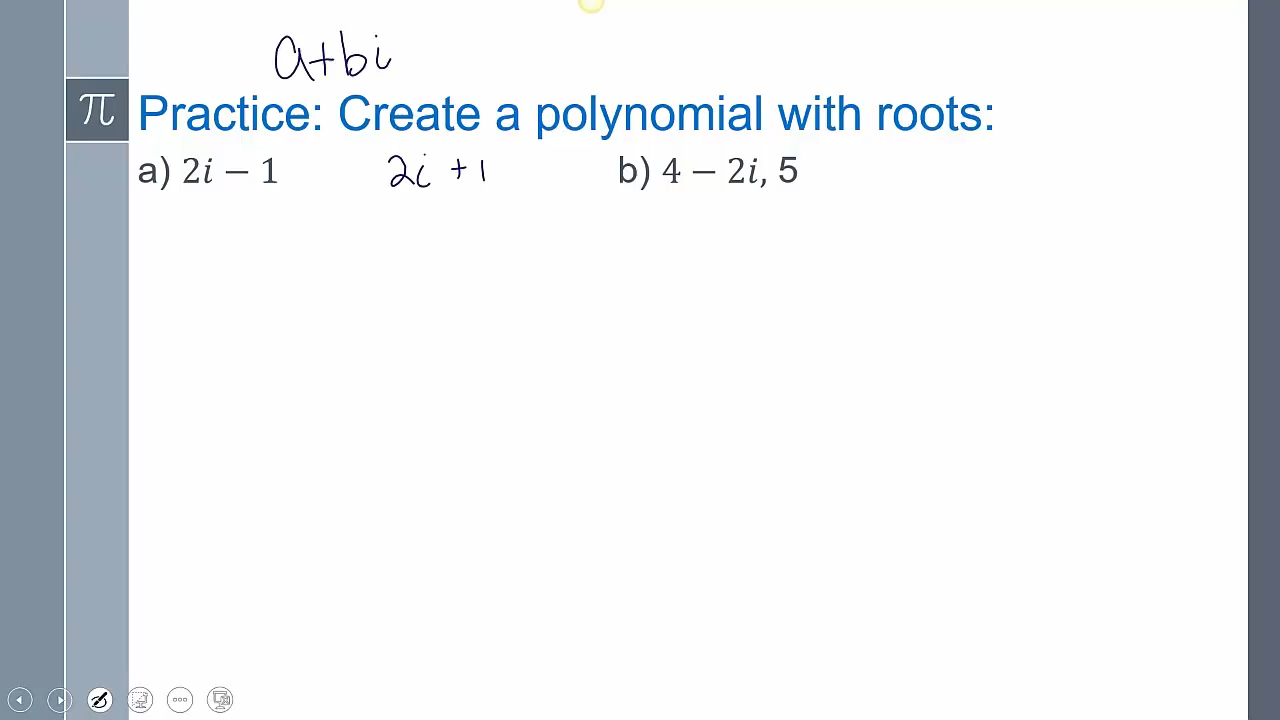 a+bi
π Practice: Create a polynomial with roots:
a) 2i − 1 2i + 1 b) 4 − 2i, 5